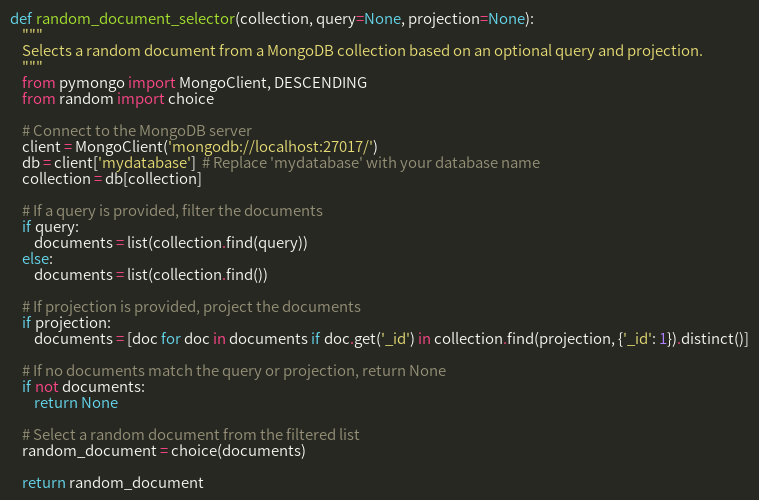 def random_document_selector(collection, query=None, projection=None):
    """
    Selects a random document from a MongoDB collection based on an optional query and projection.
    """
    from pymongo import MongoClient, DESCENDING
    from random import choice

    # Connect to the MongoDB server
    client = MongoClient('mongodb://localhost:27017/')
    db = client['mydatabase']  # Replace 'mydatabase' with your database name
    collection = db[collection]

    # If a query is provided, filter the documents
    if query:
        documents = list(collection.find(query))
    else:
        documents = list(collection.find())

    # If projection is provided, project the documents
    if projection:
        documents = [doc for doc in documents if doc.get('_id') in collection.find(projection, {'_id': 1}).distinct()]

    # If no documents match the query or projection, return None
    if not documents:
        return None

    # Select a random document from the filtered list
    random_document = choice(documents)

    return random_document